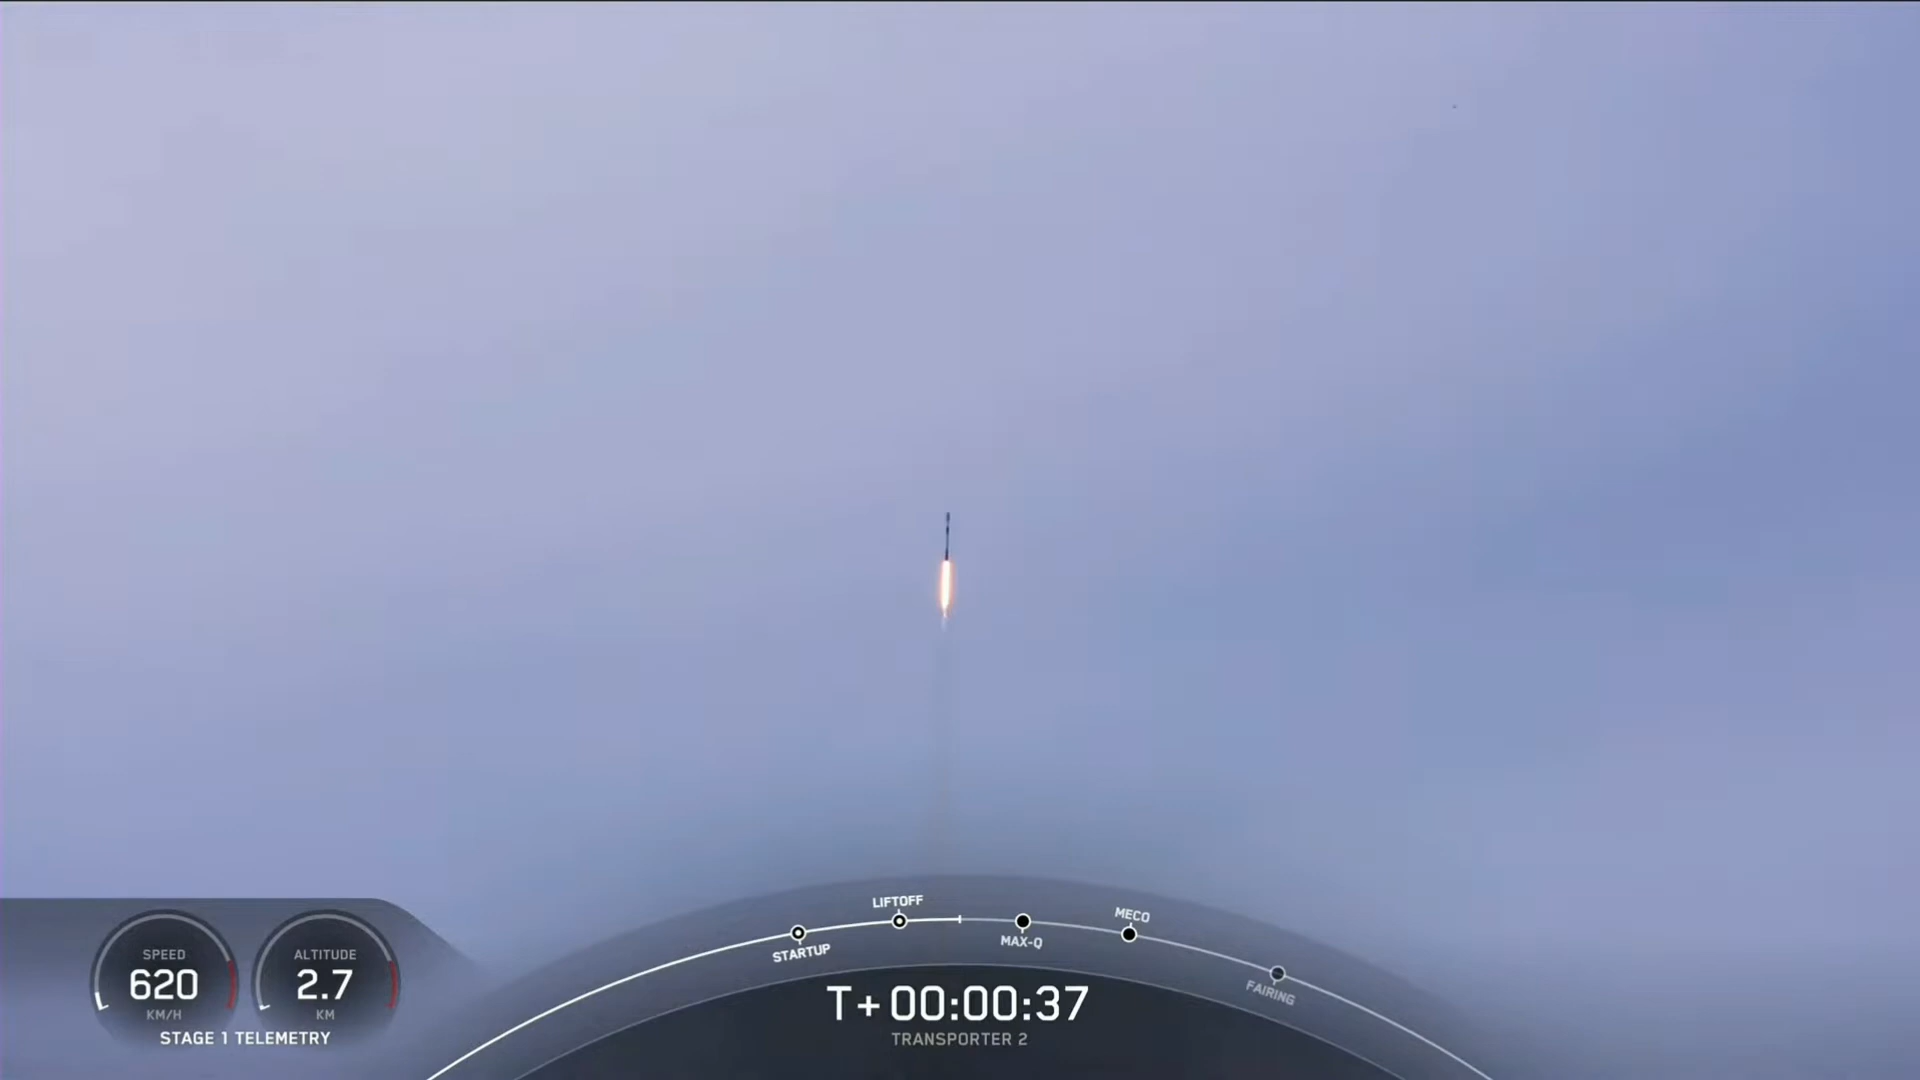 LIFTOFF
MECO
STARTUP
MAX-Q
FAIRING
SPEED
620
KM/H
ALTITUDE
2.7
KM
STAGE 1 TELEMETRY
T+00:00:37
TRANSPORTER 2